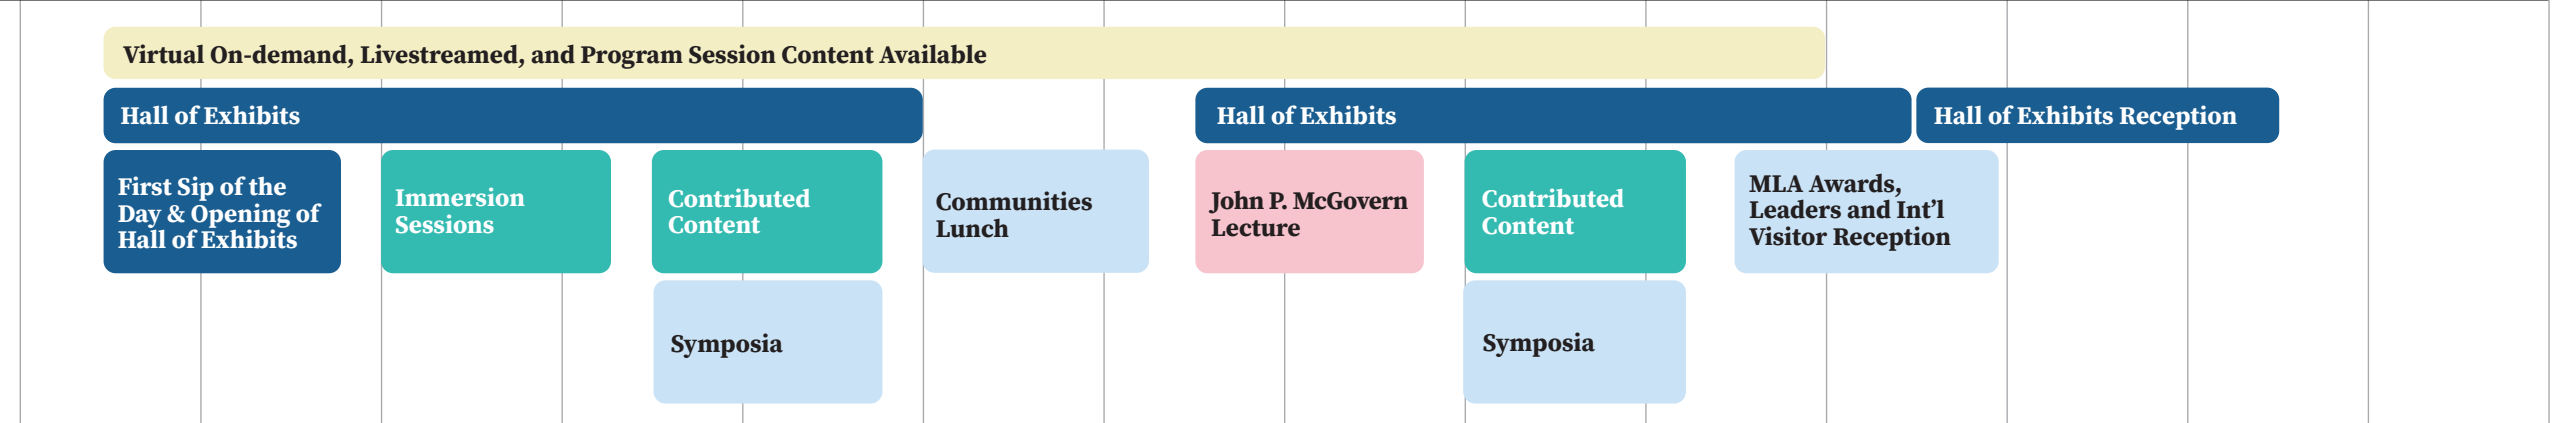 Virtual On-demand, Livestreamed, and Program Session Content Available
Hall of Exhibits
Hall of Exhibits
Hall of Exhibits Reception
First Sip of the
Day & Opening of
Hall of Exhibits
Immersion
Sessions
Contributed
Content
Communities
Lunch
John P. McGovern
Lecture
Contributed
Content
MLA Awards,
Leaders and Int’l
Visitor Reception
Symposia
Symposia